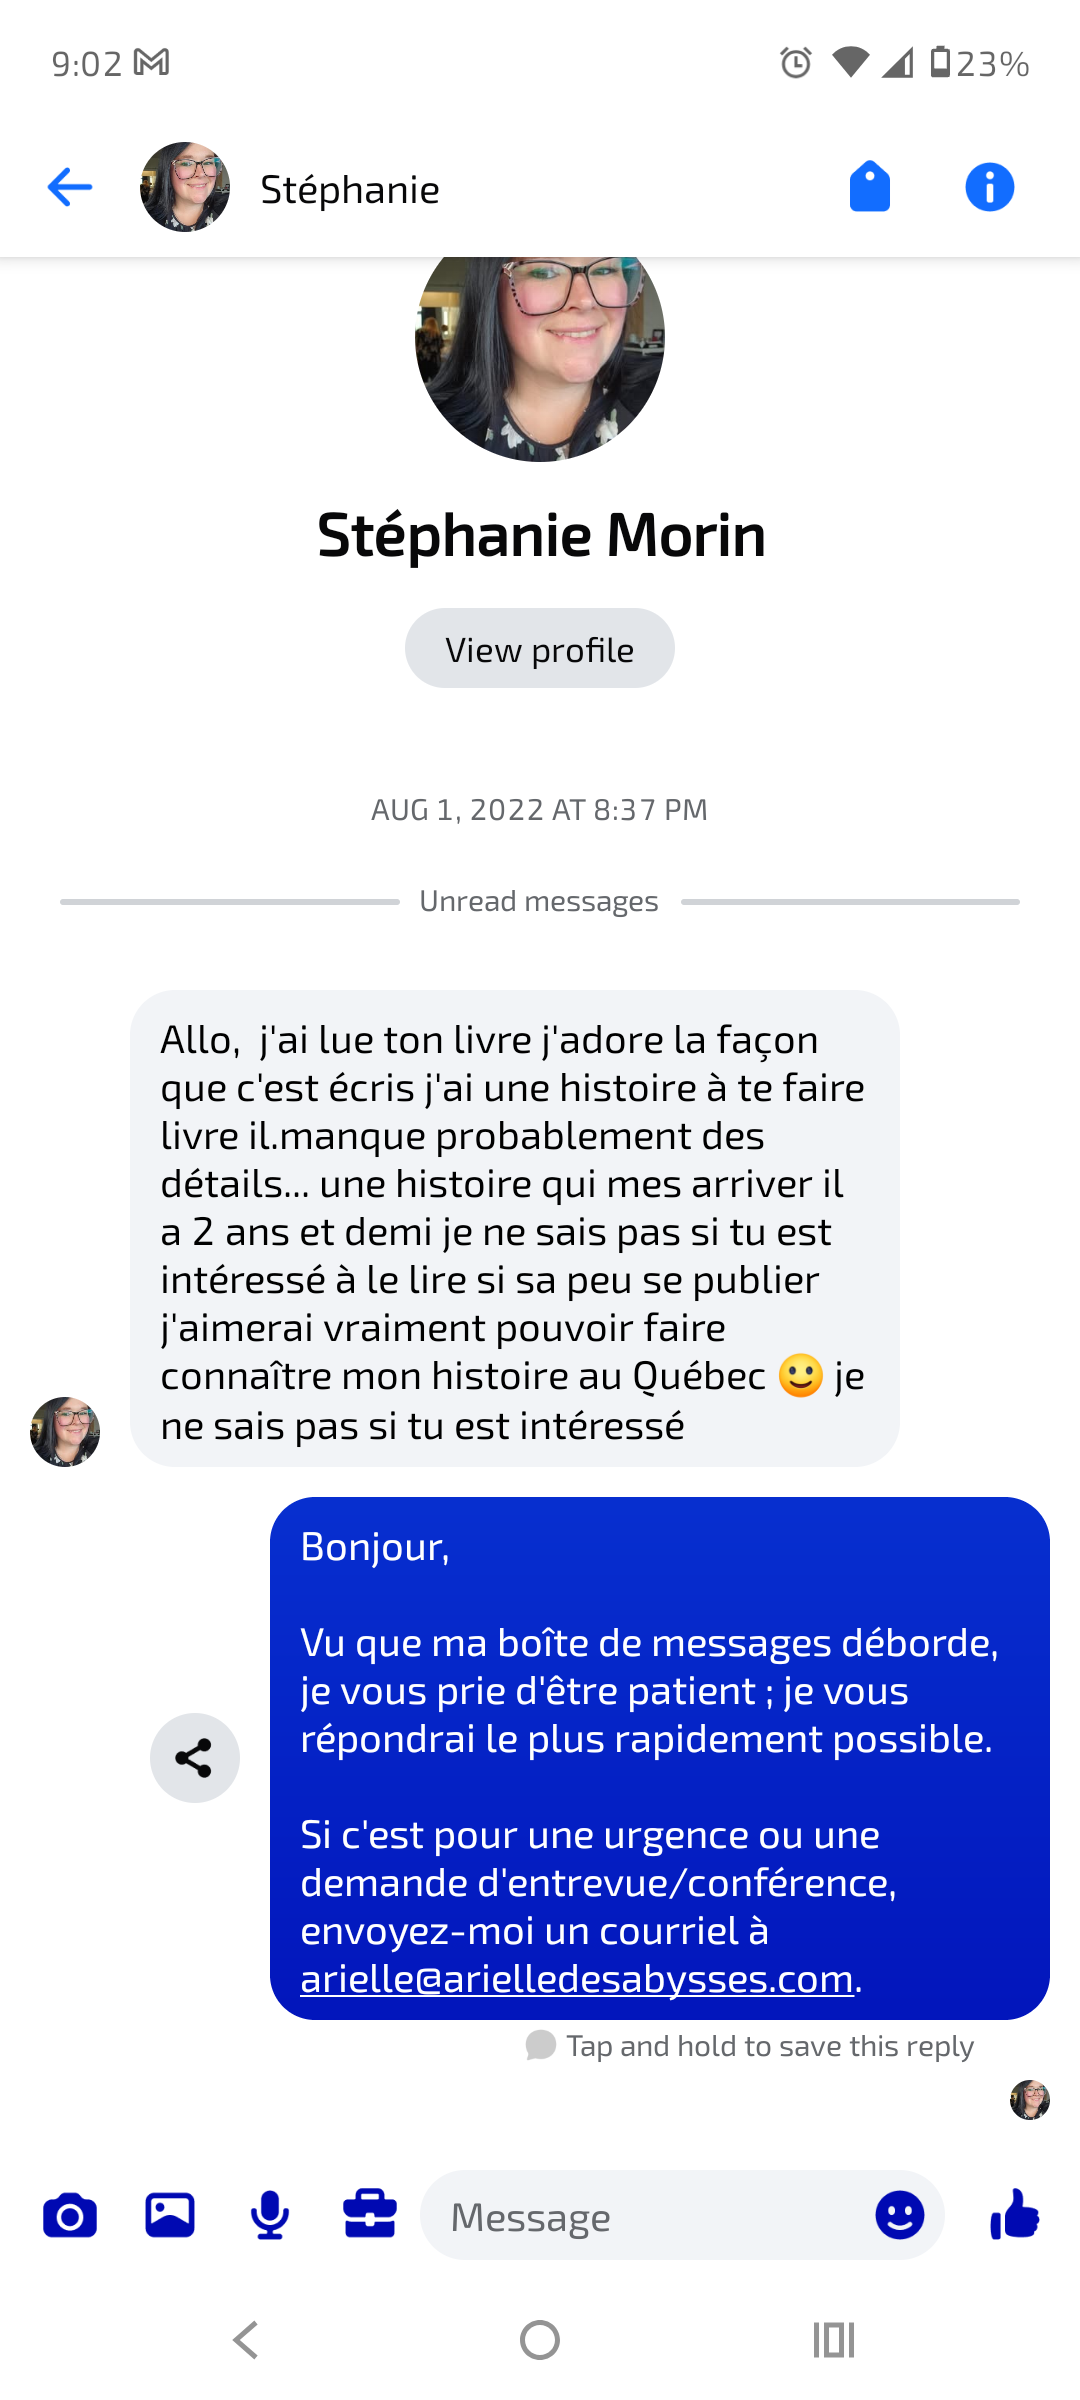 9:02
23%
Stéphanie
Stéphanie Morin
View profile
AUG 1, 2022 AT 8:37 PM
Unread messages
Allo,  j'ai lue ton livre j'adore la façon
que c'est écris j'ai une histoire à te faire
livre il.manque probablement des
détails... une histoire qui mes arriver il
a 2 ans et demi je ne sais pas si tu est
intéressé à le lire si sa peu se publier
j'aimerai vraiment pouvoir faire
connaître mon histoire au Québec 🙂 je
ne sais pas si tu est intéressé
Bonjour,
Vu que ma boîte de messages déborde,
je vous prie d'être patient ; je vous
répondrai le plus rapidement possible.
Si c'est pour une urgence ou une
demande d'entrevue/conférence,
envoyez-moi un courriel à
arielle@arielledesabysses.com.
Tap and hold to save this reply
Message